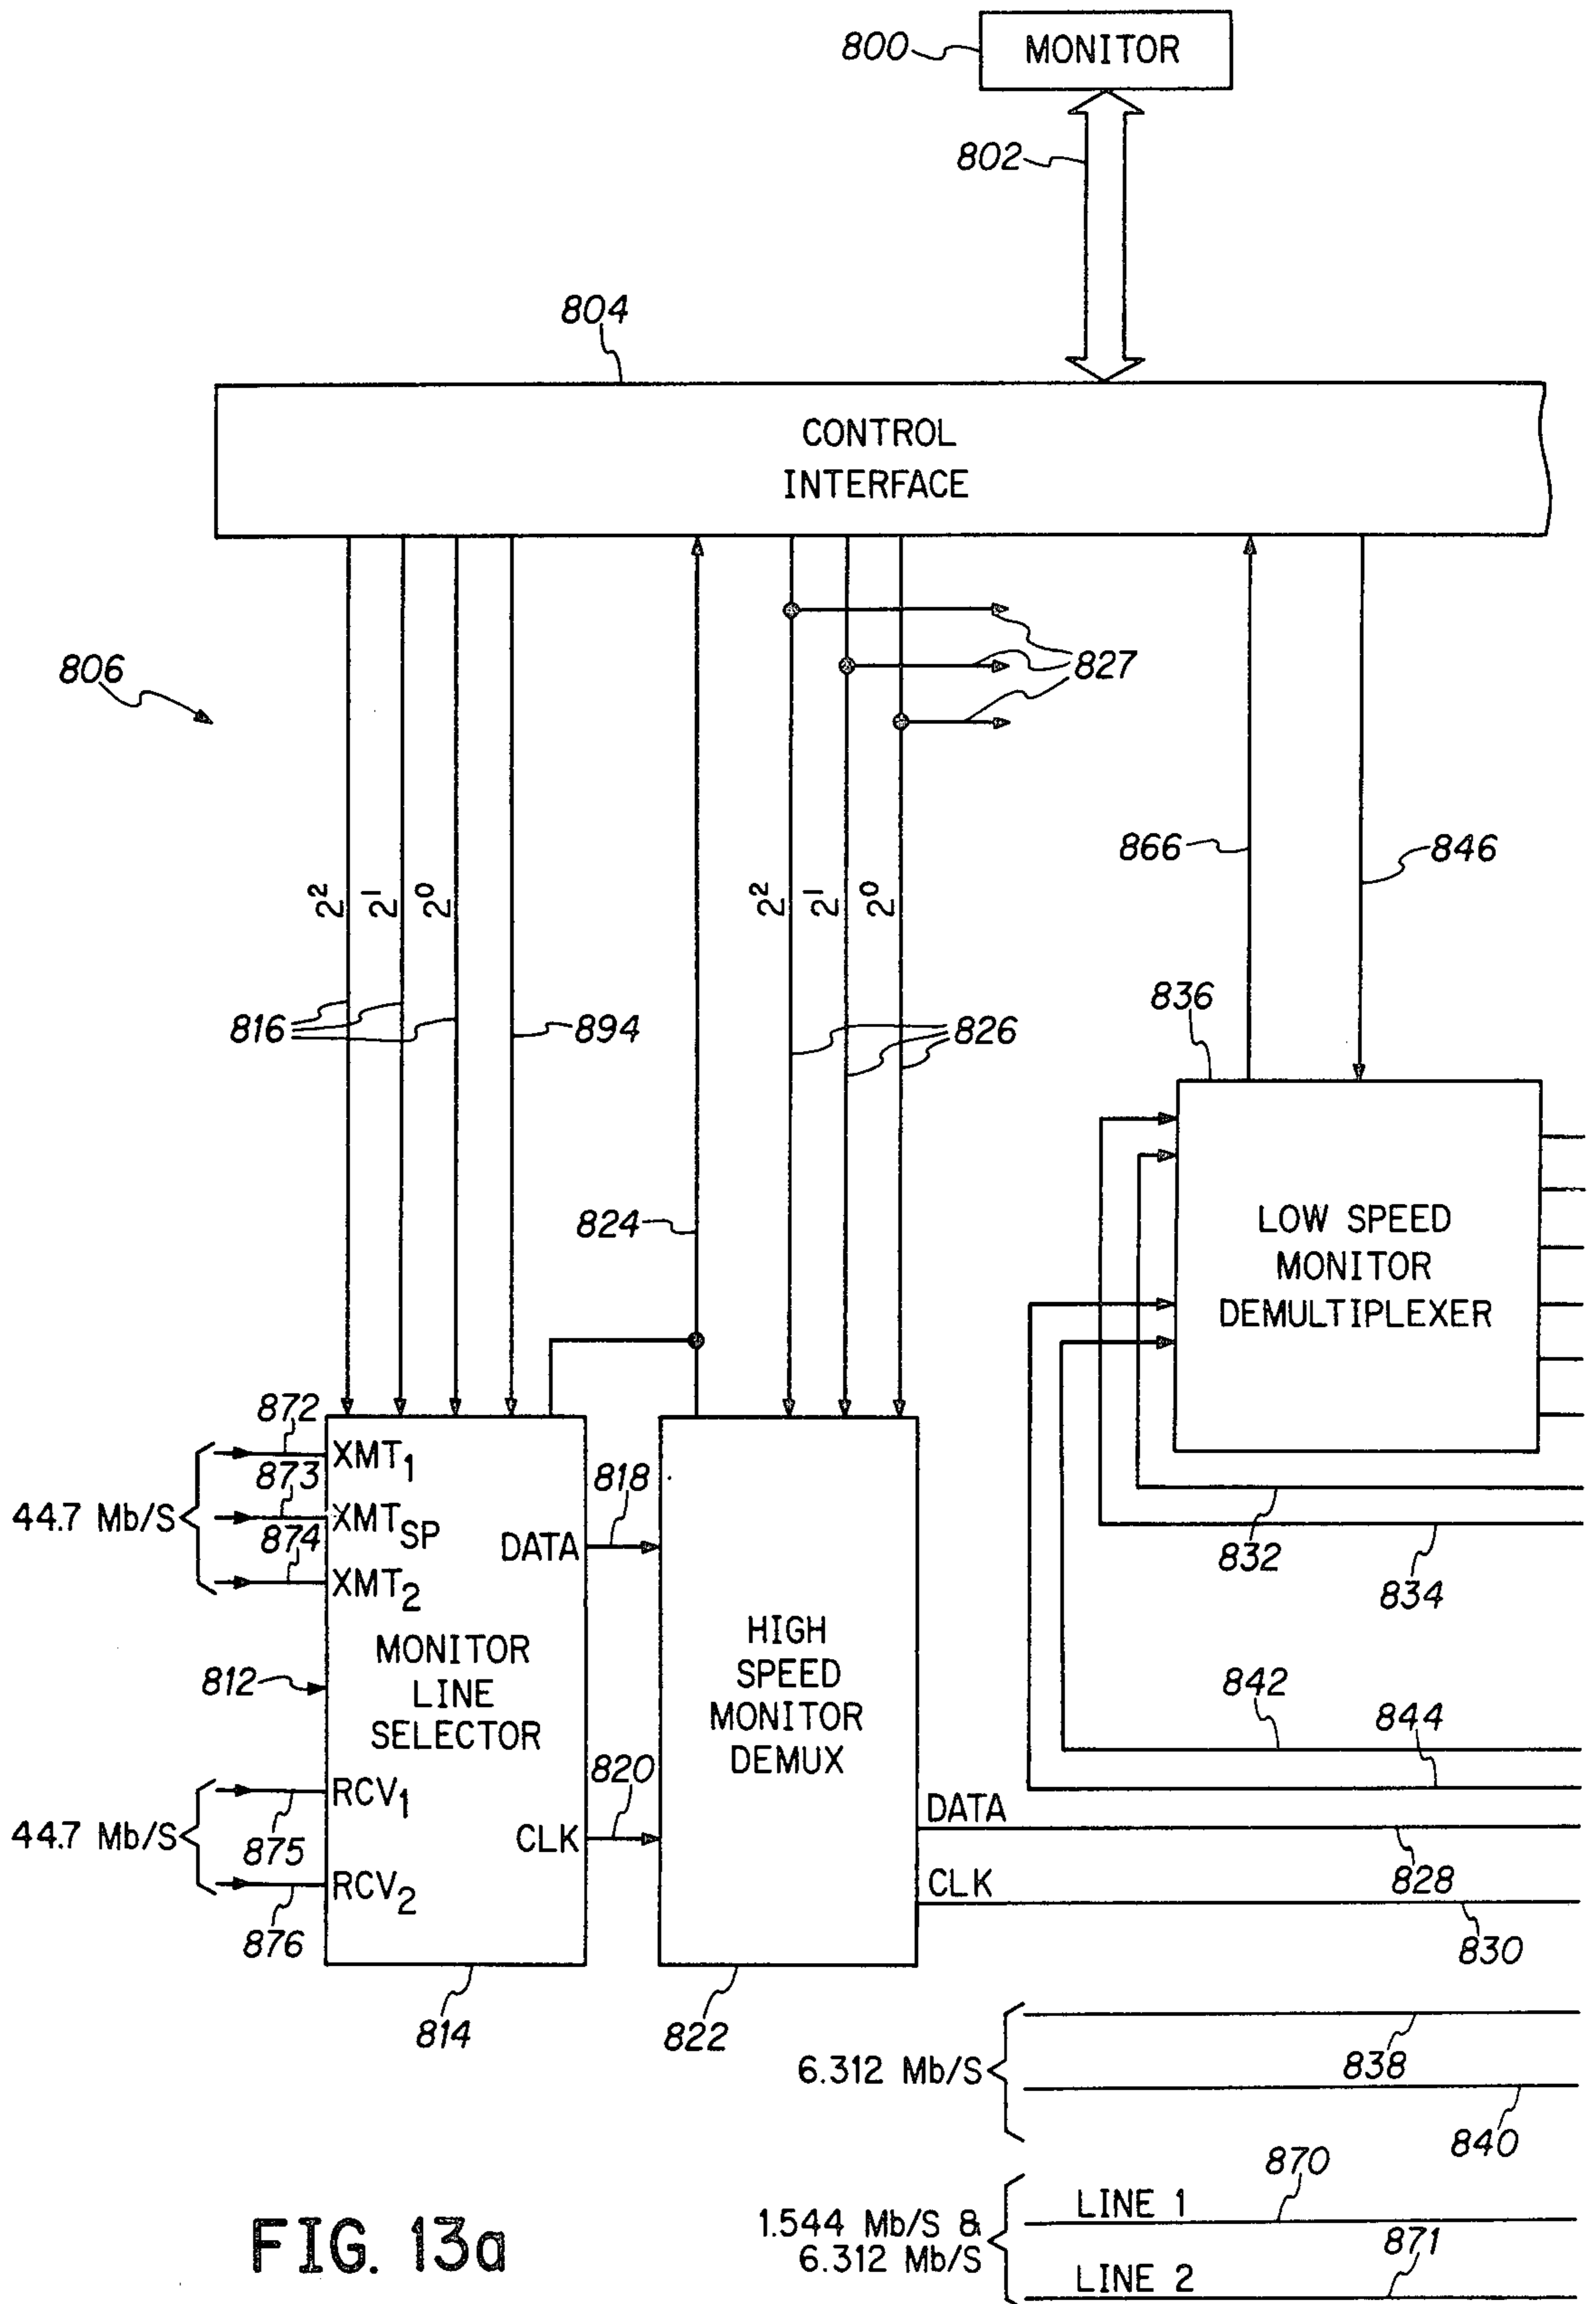 800
MONITOR
802
804
CONTROL
INTERFACE
806
827
866
846
2² 2¹ 2⁰
2² 2¹ 2⁰
816
894
826
836
824
LOW SPEED
MONITOR
DEMULTIPLEXER
872
XMT₁
873
44.7 Mb/S
XMT_SP
874
XMT₂
DATA
818
832
834
MONITOR
LINE
SELECTOR
812
HIGH
SPEED
MONITOR
DEMUX
842
844
820
44.7 Mb/S
RCV₁
875
CLK
RCV₂
876
DATA
828
CLK
830
814
822
6.312 Mb/S
838
840
870
1.544 Mb/S &
6.312 Mb/S
LINE 1
871
LINE 2
FIG. 13a